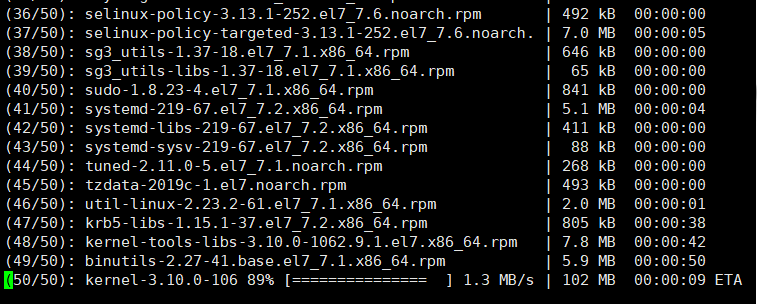 (36/50): selinux-policy-3.13.1-252.el7_7.6.noarch.rpm | 492 kB 00:00:00
(37/50): selinux-policy-targeted-3.13.1-252.el7_7.6.noarch. | 7.0 MB 00:00:05
(38/50): sg3_utils-1.37-18.el7_7.1.x86_64.rpm | 646 kB 00:00:00
(39/50): sg3_utils-libs-1.37-18.el7_7.1.x86_64.rpm | 65 kB 00:00:00
(40/50): sudo-1.8.23-4.el7_7.1.x86_64.rpm | 841 kB 00:00:00
(41/50): systemd-219-67.el7_7.2.x86_64.rpm | 5.1 MB 00:00:04
(42/50): systemd-libs-219-67.el7_7.2.x86_64.rpm | 411 kB 00:00:00
(43/50): systemd-sysv-219-67.el7_7.2.x86_64.rpm | 88 kB 00:00:00
(44/50): tuned-2.11.0-5.el7_7.1.noarch.rpm | 268 kB 00:00:00
(45/50): tzdata-2019c-1.el7.noarch.rpm | 493 kB 00:00:00
(46/50): util-linux-2.23.2-61.el7_7.1.x86_64.rpm | 2.0 MB 00:00:01
(47/50): krb5-libs-1.15.1-37.el7_7.2.x86_64.rpm | 805 kB 00:00:38
(48/50): kernel-tools-libs-3.10.0-1062.9.1.el7.x86_64.rpm | 7.8 MB 00:00:42
(49/50): binutils-2.27-41.base.el7_7.1.x86_64.rpm | 5.9 MB 00:00:50
(50/50): kernel-3.10.0-106 89% [=============== ] 1.3 MB/s | 102 MB 00:00:09 ETA